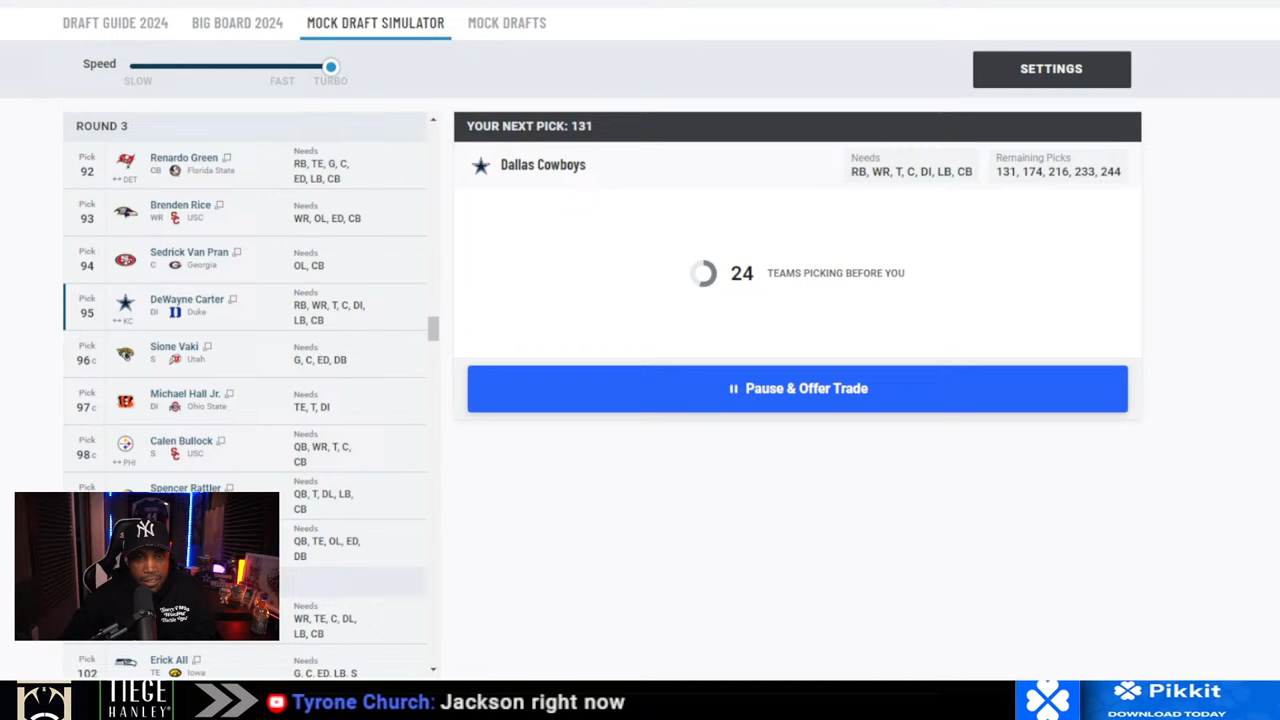 DRAFT GUIDE 2024 BIG BOARD 2024 MOCK DRAFT SIMULATOR MOCK DRAFTS
Speed
SLOW FAST TURBO
SETTINGS
ROUND 3
Pick 92
↔ DET
Renardo Green
CB Florida State
Needs
RB, TE, G, C,
ED, LB, CB
Pick 93
Brenden Rice
WR USC
Needs
WR, OL, ED, CB
Pick 94
Sedrick Van Pran
C Georgia
Needs
OL, CB
Pick 95
↔ KC
DeWayne Carter
DI Duke
Needs
RB, WR, T, C, DI,
LB, CB
Pick 96 c
Sione Vaki
S Utah
Needs
G, C, ED, DB
Pick 97 c
Michael Hall Jr.
DI Ohio State
Needs
TE, T, DI
Pick 98 c
↔ PHI
Calen Bullock
S USC
Needs
QB, WR, T, C,
CB
Pick
Spencer Rattler
Needs
QB, T, DL, LB,
CB
Needs
QB, TE, OL, ED,
DB
Needs
WR, TE, C, DL,
LB, CB
Pick 102
Erick All
TE Iowa
Needs
G, C, ED, LB, S
YOUR NEXT PICK: 131
Dallas Cowboys
Needs
RB, WR, T, C, DI, LB, CB
Remaining Picks
131, 174, 216, 233, 244
24 TEAMS PICKING BEFORE YOU
Pause & Offer Trade
TIEGE
HANLEY
Tyrone Church: Jackson right now
Pikkit
DOWNLOAD TODAY